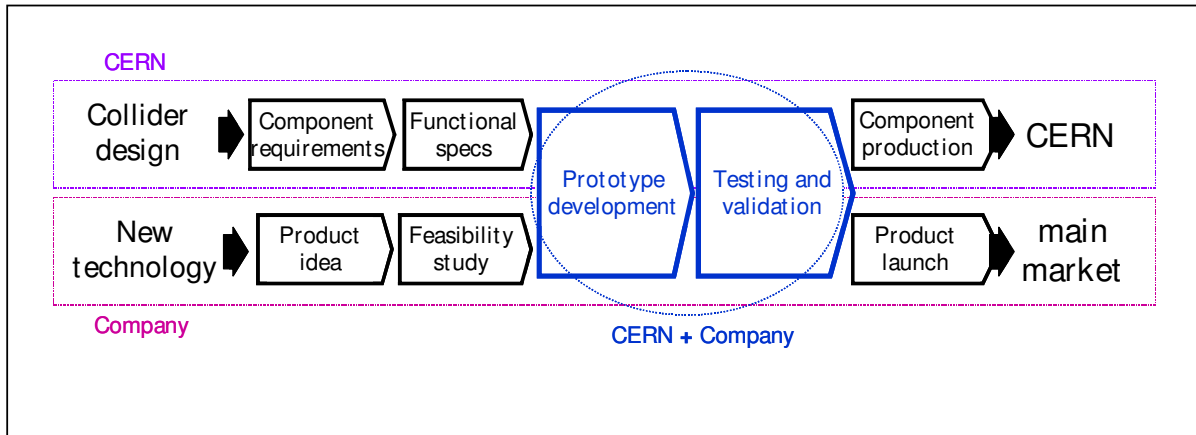 CERN
Collider
design
Component
requirements
Functional
specs
Prototype
development
Testing and
validation
Component
production
CERN
New
technology
Product
idea
Feasibility
study
Product
launch
main
market
Company
CERN + Company